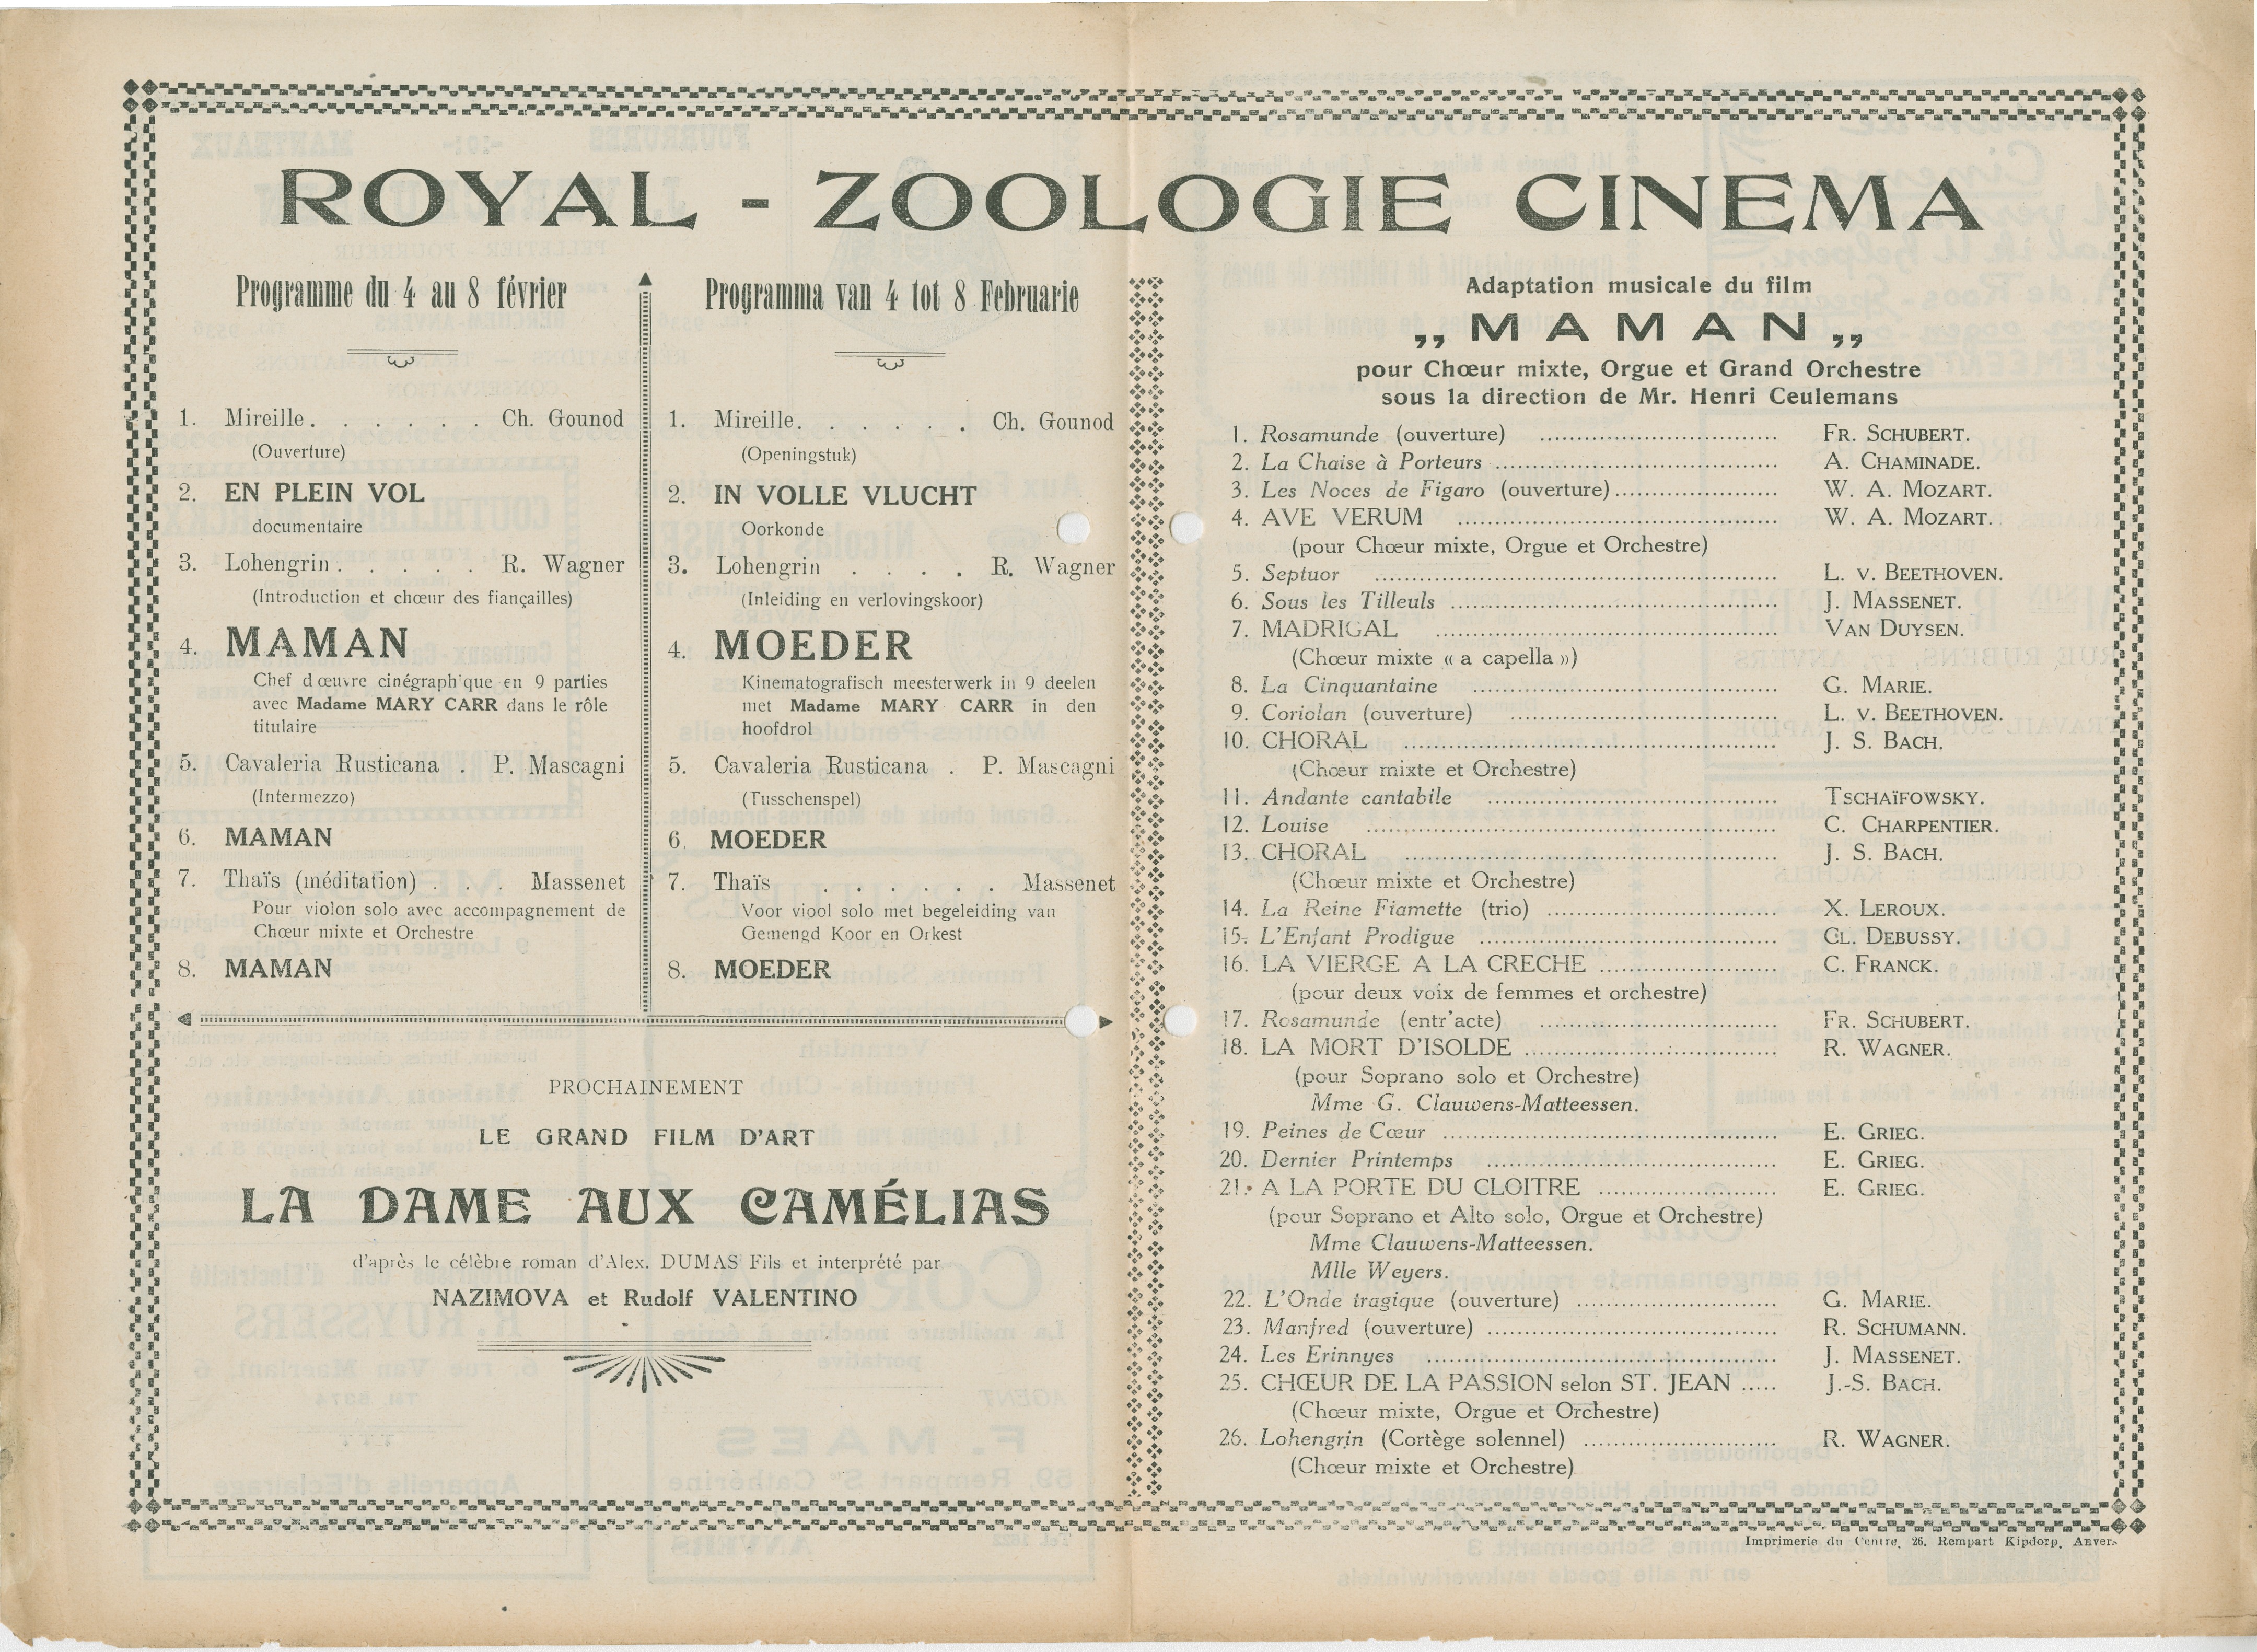 ROYAL - ZOOLOGIE CINEMA
Programme du 4 au 8 février
1. Mireille . . . . . . Ch. Gounod
(Ouverture)
2. EN PLEIN VOL
documentaire
3. Lohengrin . . . . . R. Wagner
(Introduction et chœur des fiançailles)
4. MAMAN
Chef d œuvre cinégraph'que en 9 parties
avec Madame MARY CARR dans le rôle
titulaire
5. Cavaleria Rusticana . P. Mascagni
(Intermezzo)
6. MAMAN
7. Thaïs (méditation) . . . Massenet
Pour violon solo avec accompagnement de
Chœur mixte et Orchestre
8. MAMAN
Programma van 4 tot 8 Februarie
1. Mireille . . . . . . Ch. Gounod
(Openingstuk)
2. IN VOLLE VLUCHT
Oorkonde
3. Lohengrin . . . . R. Wagner
(Inleiding en verlovingskoor)
4. MOEDER
Kinematografisch meesterwerk in 9 deelen
met Madame MARY CARR in den
hoofdrol
5. Cavaleria Rusticana . P. Mascagni
(Tusschenspel)
6. MOEDER
7. Thaïs . . . . . . Massenet
Voor viool solo met begeleiding van
Gemengd Koor en Orkest
8. MOEDER
PROCHAINEMENT
LE GRAND FILM D'ART
LA DAME AUX CAMÉLIAS
d'après le célèbre roman d'Alex. DUMAS Fils et interprété par
NAZIMOVA et Rudolf VALENTINO
Adaptation musicale du film
„ MAMAN „
pour Chœur mixte, Orgue et Grand Orchestre
sous la direction de Mr. Henri Ceulemans
1. Rosamunde (ouverture) ........ FR. SCHUBERT.
2. La Chaise à Porteurs ........ A. CHAMINADE.
3. Les Noces de Figaro (ouverture) ........ W. A. MOZART.
4. AVE VERUM ........ W. A. MOZART.
(pour Chœur mixte, Orgue et Orchestre)
5. Septuor ........ L. v. BEETHOVEN.
6. Sous les Tilleuls ........ J. MASSENET.
7. MADRIGAL ........ VAN DUYSEN.
(Chœur mixte « a capella »)
8. La Cinquantaine ........ G. MARIE.
9. Coriolan (ouverture) ........ L. v. BEETHOVEN.
10. CHORAL ........ J. S. BACH.
(Chœur mixte et Orchestre)
11. Andante cantabile ........ TSCHAÏFOWSKY.
12. Louise ........ C. CHARPENTIER.
13. CHORAL ........ J. S. BACH.
(Chœur mixte et Orchestre)
14. La Reine Fiamette (trio) ........ X. LEROUX.
15. L'Enfant Prodigue ........ CL. DEBUSSY.
16. LA VIERGE A LA CRECHE ........ C. FRANCK.
(pour deux voix de femmes et orchestre)
17. Rosamunde (entr'acte) ........ FR. SCHUBERT.
18. LA MORT D'ISOLDE ........ R. WAGNER.
(pour Soprano solo et Orchestre)
Mme G. Clauwens-Matteessen.
19. Peines de Cœur ........ E. GRIEG.
20. Dernier Printemps ........ E. GRIEG.
21. A LA PORTE DU CLOITRE ........ E. GRIEG.
(pour Soprano et Alto solo, Orgue et Orchestre)
Mme Clauwens-Matteessen.
Mlle Weyers.
22. L'Onde tragique (ouverture) ........ G. MARIE.
23. Manfred (ouverture) ........ R. SCHUMANN.
24. Les Erinnyes ........ J. MASSENET.
25. CHŒUR DE LA PASSION selon ST. JEAN ..... J.-S. BACH.
(Chœur mixte, Orgue et Orchestre)
26. Lohengrin (Cortège solennel) ........ R. WAGNER.
(Chœur mixte et Orchestre)
Imprimerie du Centre, 26, Rempart Kipdorp, Anvers